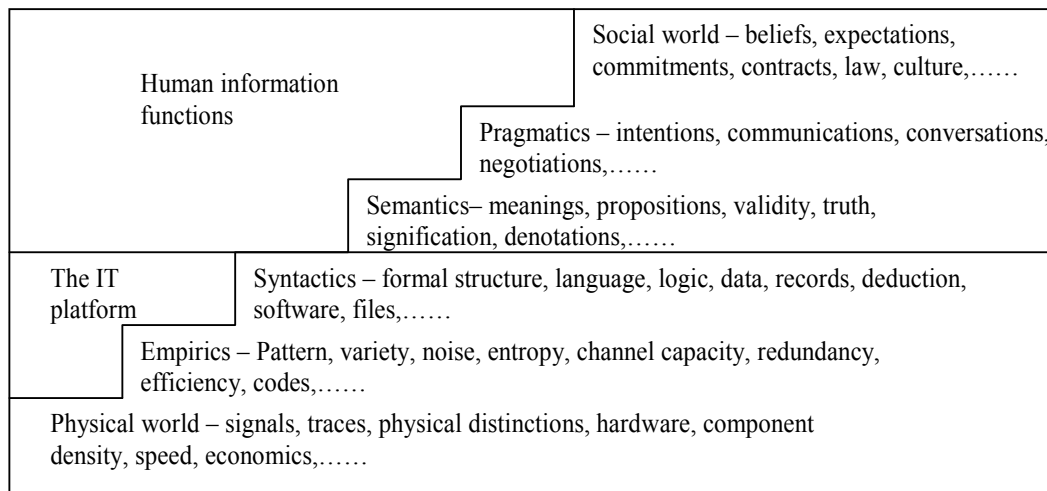 Social world – beliefs, expectations,
commitments, contracts, law, culture,……
Human information
functions
Pragmatics – intentions, communications, conversations,
negotiations,……
Semantics– meanings, propositions, validity, truth,
signification, denotations,……
The IT
platform
Syntactics – formal structure, language, logic, data, records, deduction,
software, files,……
Empirics – Pattern, variety, noise, entropy, channel capacity, redundancy,
efficiency, codes,……
Physical world – signals, traces, physical distinctions, hardware, component
density, speed, economics,……